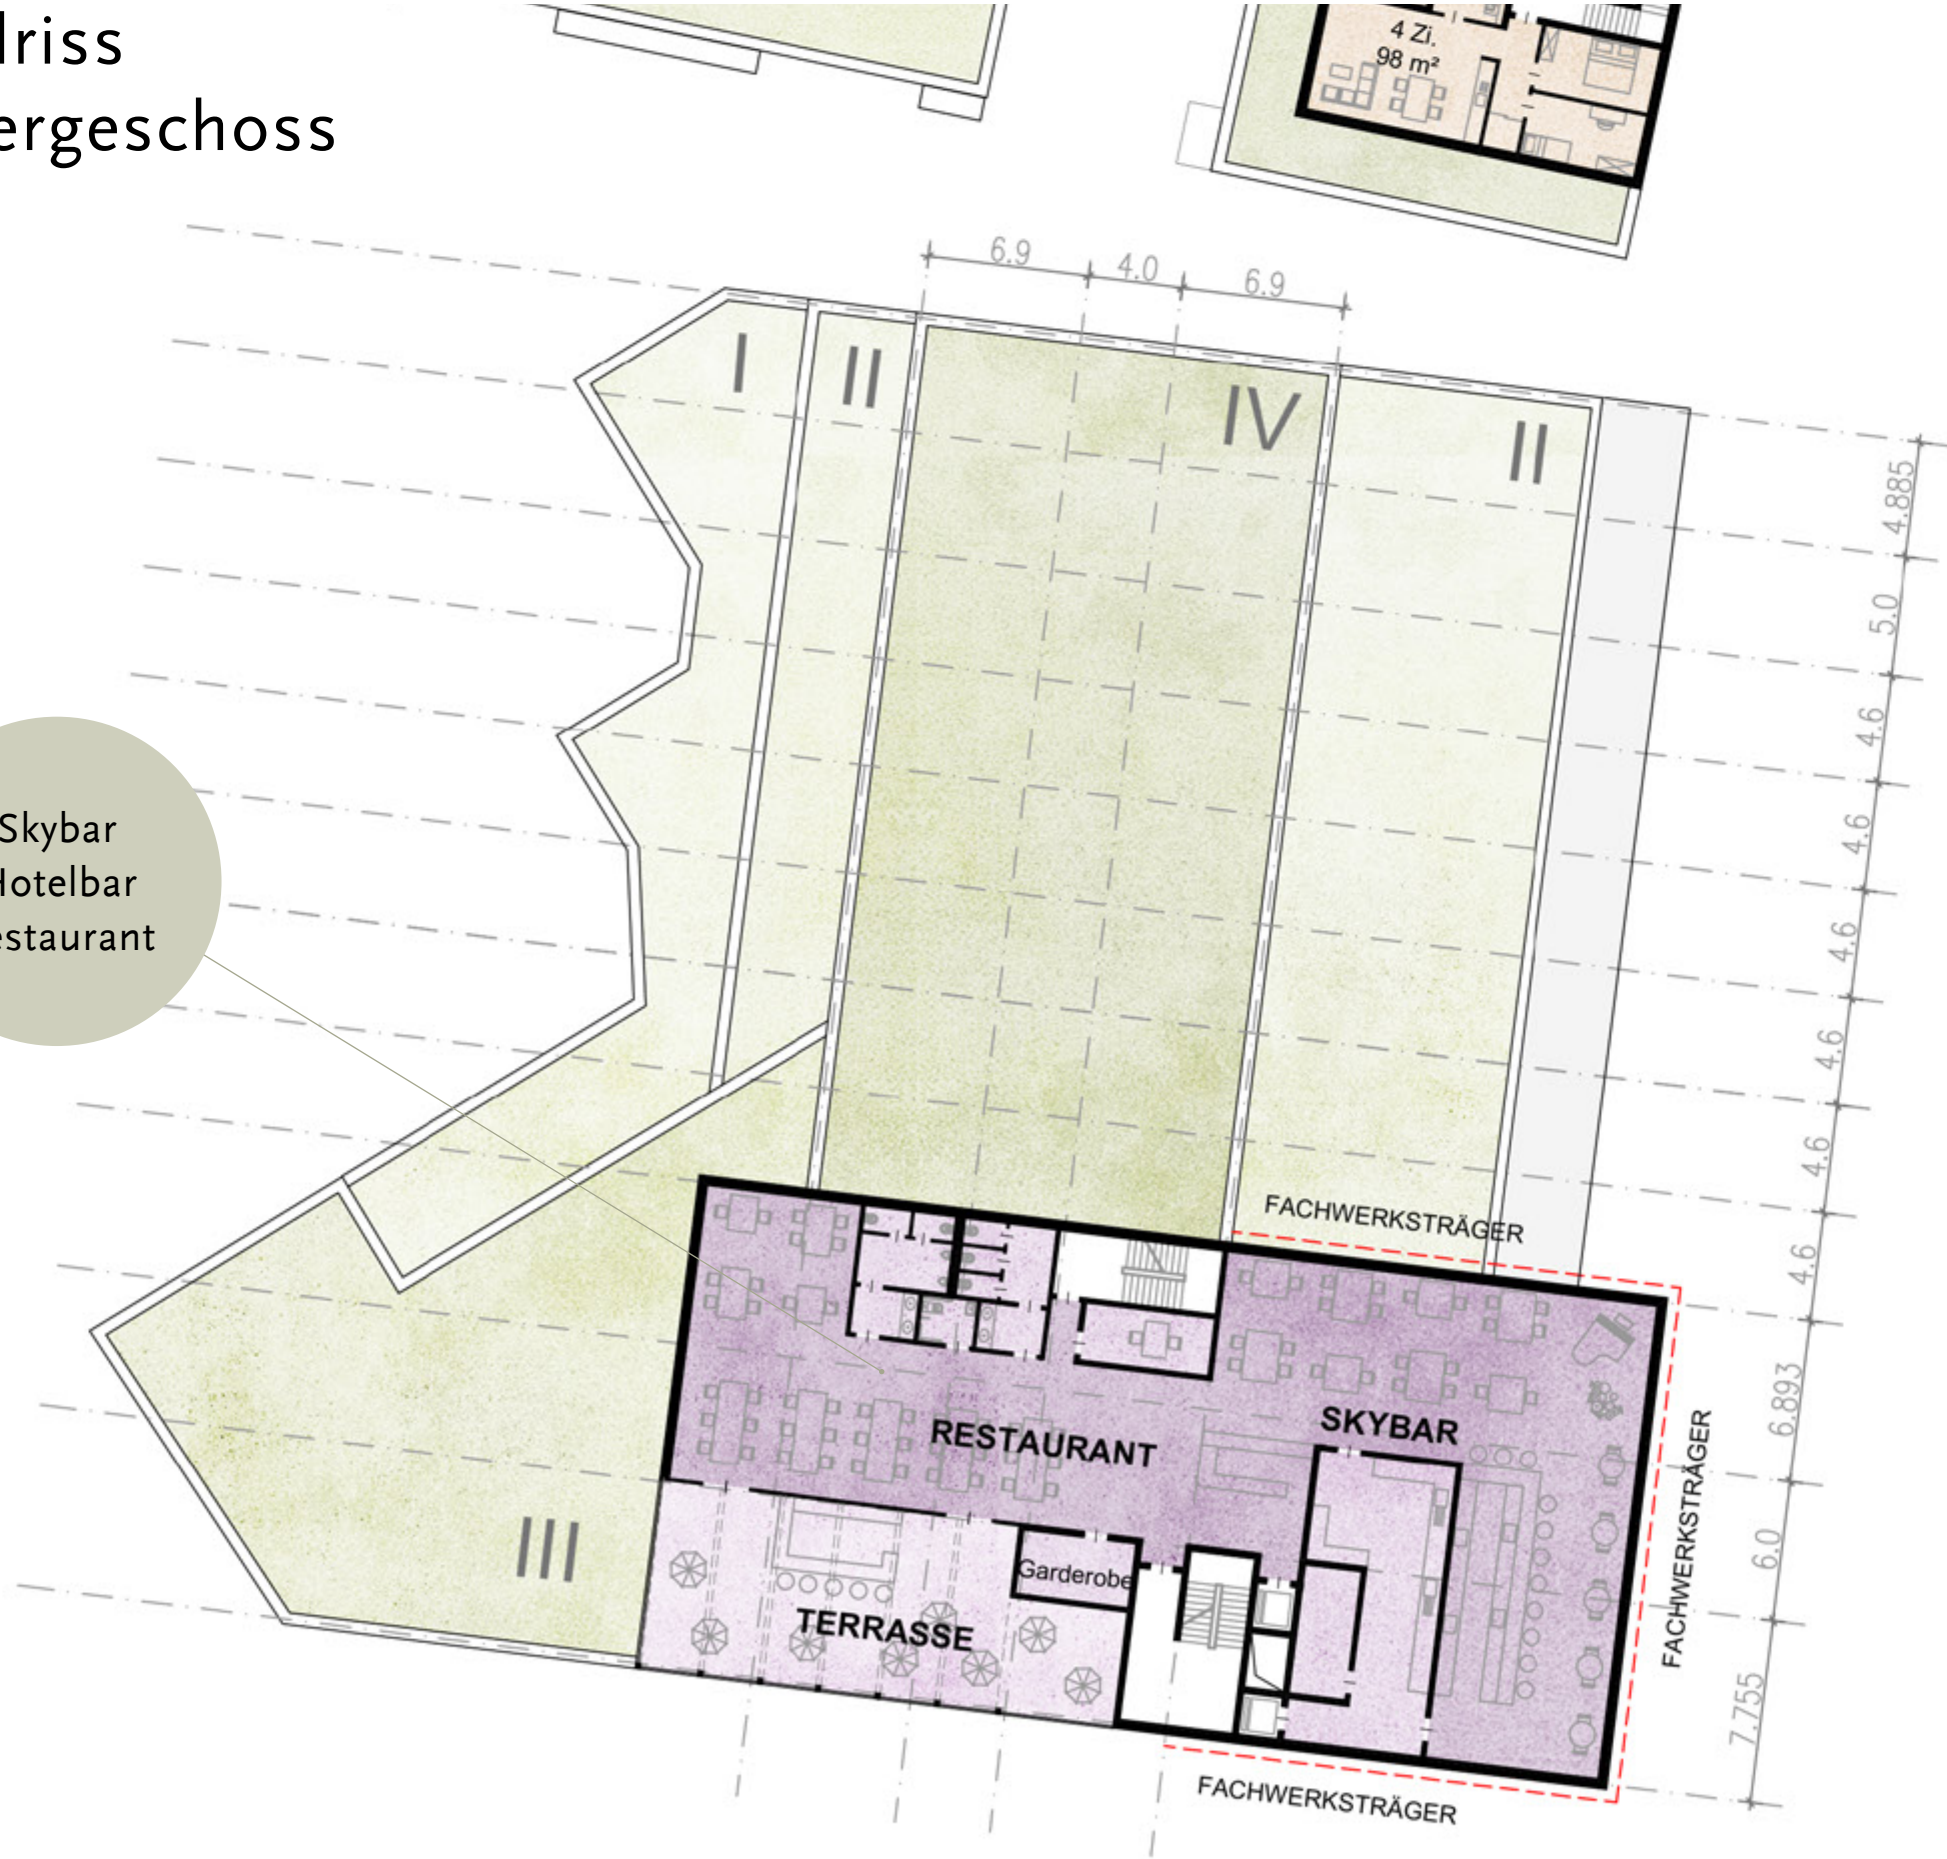 driss
ergeschoss
4 Zi.
98 m²
6.9
4.0
6.9
I
II
IV
II
4.885
5.0
4.6
4.6
4.6
4.6
4.6
4.6
6.893
6.0
7.755
Skybar
Hotelbar
estaurant
FACHWERKSTRÄGER
SKYBAR
RESTAURANT
FACHWERKSTRÄGER
III
Garderobe
TERRASSE
FACHWERKSTRÄGER